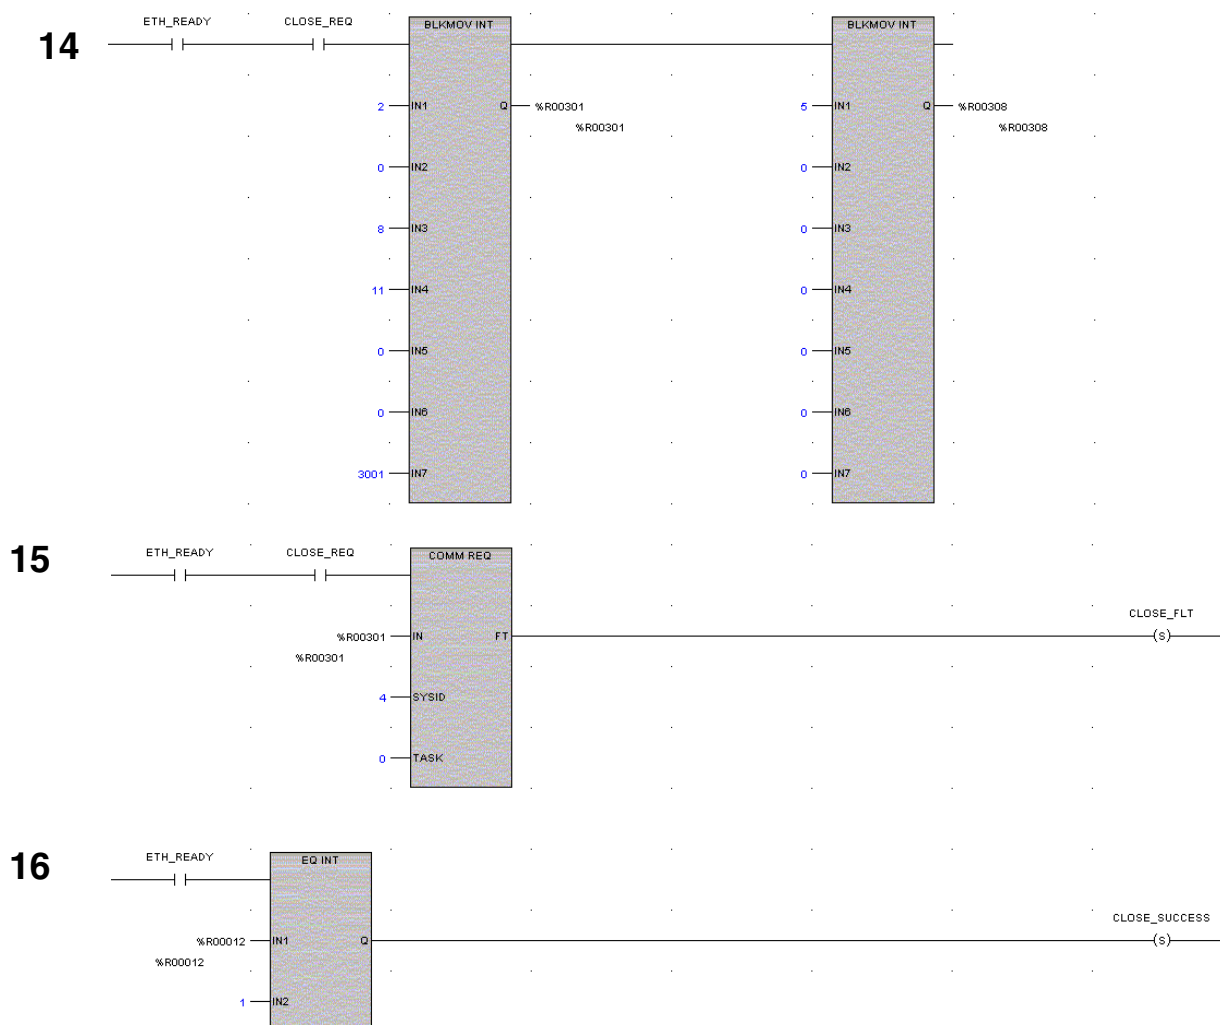 ETH_READY CLOSE_REQ BLKMOV INT BLKMOV INT
14
2 IN1 Q %R00301 5 IN1 Q %R00308
%R00301 %R00308
0 IN2 0 IN2
8 IN3 0 IN3
11 IN4 0 IN4
0 IN5 0 IN5
0 IN6 0 IN6
3001 IN7 0 IN7
15
ETH_READY CLOSE_REQ COMM REQ
CLOSE_FLT
%R00301 IN FT (S)
%R00301
4 SYSID
0 TASK
16
ETH_READY EQ INT
CLOSE_SUCCESS
%R00012 IN1 Q (S)
%R00012
1 IN2